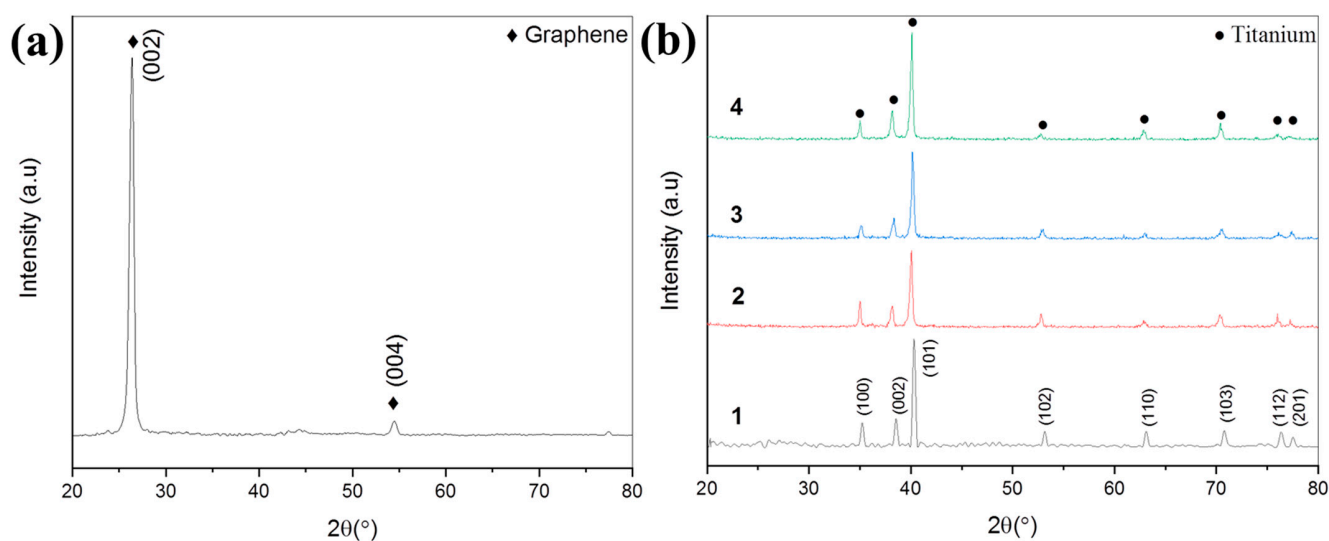 (a)
♦ Graphene
(002)
(004)
Intensity (a.u)
20 30 40 50 60 70 80
2θ(°)
(b)
● Titanium
4
3
2
1
(100)
(002)
(101)
(102)
(110)
(103)
(112)
(201)
Intensity (a.u)
20 30 40 50 60 70 80
2θ(°)